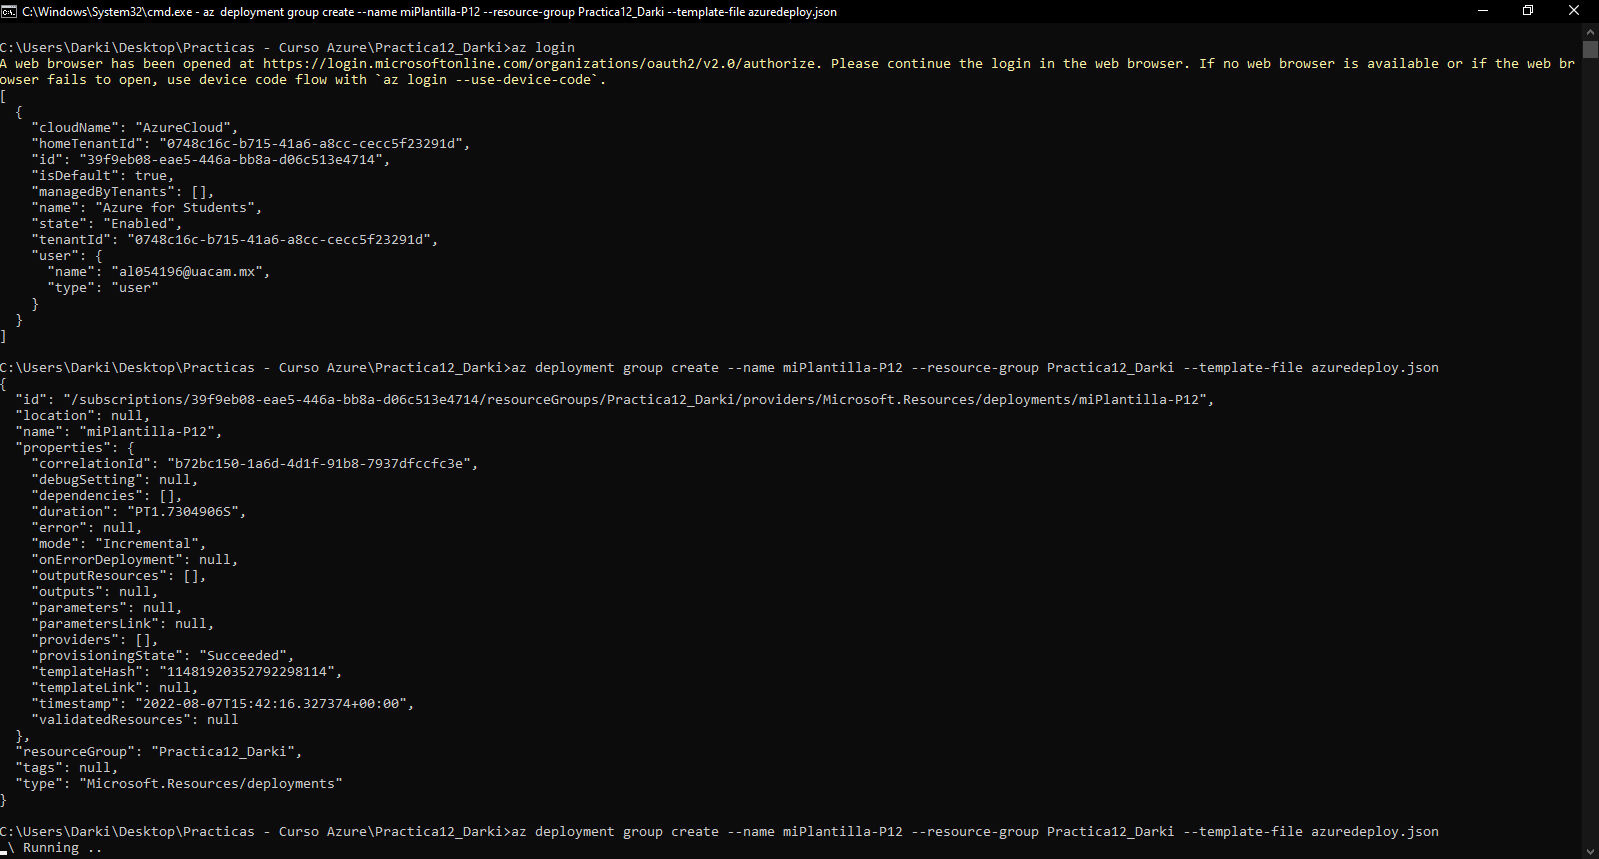 C:\Windows\System32\cmd.exe - az  deployment group create --name miPlantilla-P12 --resource-group Practica12_Darki --template-file azuredeploy.json
C:\Users\Darki\Desktop\Practicas - Curso Azure\Practica12_Darki>az login
A web browser has been opened at https://login.microsoftonline.com/organizations/oauth2/v2.0/authorize. Please continue the login in the web browser. If no web browser is available or if the web br
owser fails to open, use device code flow with `az login --use-device-code`.
[
  {
    "cloudName": "AzureCloud",
    "homeTenantId": "0748c16c-b715-41a6-a8cc-cecc5f23291d",
    "id": "39f9eb08-eae5-446a-bb8a-d06c513e4714",
    "isDefault": true,
    "managedByTenants": [],
    "name": "Azure for Students",
    "state": "Enabled",
    "tenantId": "0748c16c-b715-41a6-a8cc-cecc5f23291d",
    "user": {
      "name": "al054196@uacam.mx",
      "type": "user"
    }
  }
]
C:\Users\Darki\Desktop\Practicas - Curso Azure\Practica12_Darki>az deployment group create --name miPlantilla-P12 --resource-group Practica12_Darki --template-file azuredeploy.json
{
  "id": "/subscriptions/39f9eb08-eae5-446a-bb8a-d06c513e4714/resourceGroups/Practica12_Darki/providers/Microsoft.Resources/deployments/miPlantilla-P12",
  "location": null,
  "name": "miPlantilla-P12",
  "properties": {
    "correlationId": "b72bc150-1a6d-4d1f-91b8-7937dfccfc3e",
    "debugSetting": null,
    "dependencies": [],
    "duration": "PT1.7304906S",
    "error": null,
    "mode": "Incremental",
    "onErrorDeployment": null,
    "outputResources": [],
    "outputs": null,
    "parameters": null,
    "parametersLink": null,
    "providers": [],
    "provisioningState": "Succeeded",
    "templateHash": "11481920352792298114",
    "templateLink": null,
    "timestamp": "2022-08-07T15:42:16.327374+00:00",
    "validatedResources": null
  },
  "resourceGroup": "Practica12_Darki",
  "tags": null,
  "type": "Microsoft.Resources/deployments"
}
C:\Users\Darki\Desktop\Practicas - Curso Azure\Practica12_Darki>az deployment group create --name miPlantilla-P12 --resource-group Practica12_Darki --template-file azuredeploy.json
\ Running ..